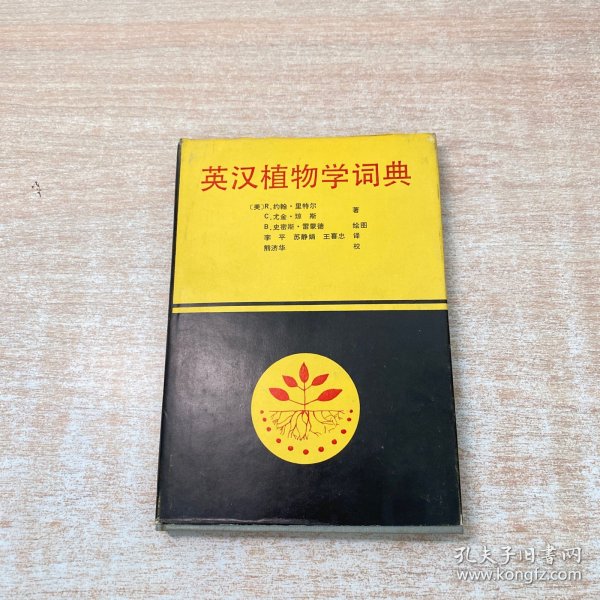 英汉植物学词典
(美)R.约翰·里特尔 著
C.尤金·琼 斯
B.史密斯·雷蒙德 绘图
李 平 苏静娟 王喜忠 译
熊济华 校
孔夫子旧书网
www.kongfz.com